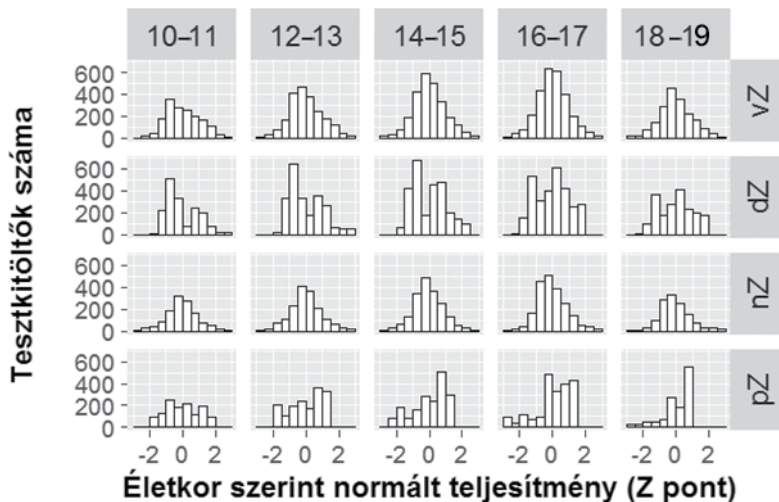 10–11 12–13 14–15 16–17 18–19
Tesztkitöltők száma
600
400
200
0
vZ
600
400
200
0
dZ
600
400
200
0
nZ
600
400
200
0
pZ
-2 0 2 -2 0 2 -2 0 2 -2 0 2 -2 0 2
Életkor szerint normált teljesítmény (Z pont)